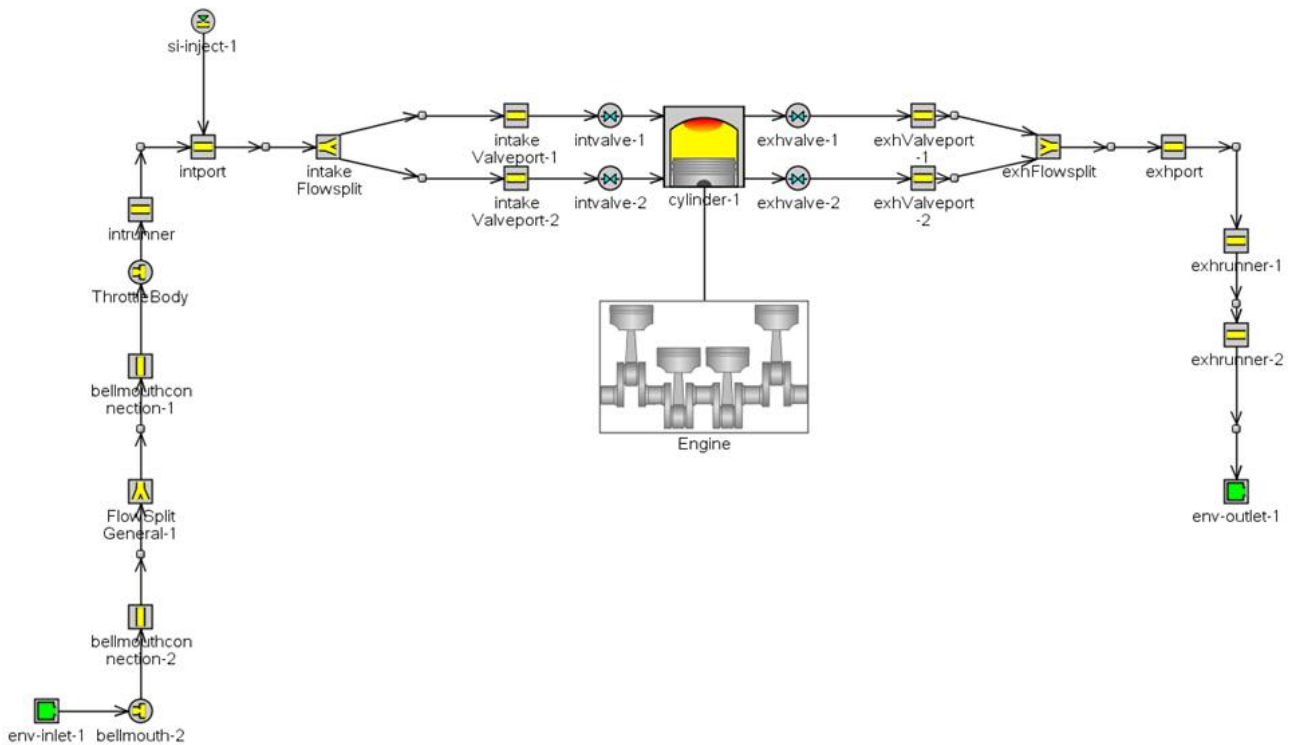 si-inject-1
intport
intake
Flowsplit
intake
Valveport-1
intvalve-1
exhvalve-1
exhValveport
-1
exhFlowsplit
exhport
intake
Valveport-2
intvalve-2
cylinder-1
exhvalve-2
exhValveport
-2
intrunner
ThrottleBody
bellmouthcon
nection-1
FlowSplit
General-1
bellmouthcon
nection-2
env-inlet-1
bellmouth-2
Engine
exhrunner-1
exhrunner-2
env-outlet-1